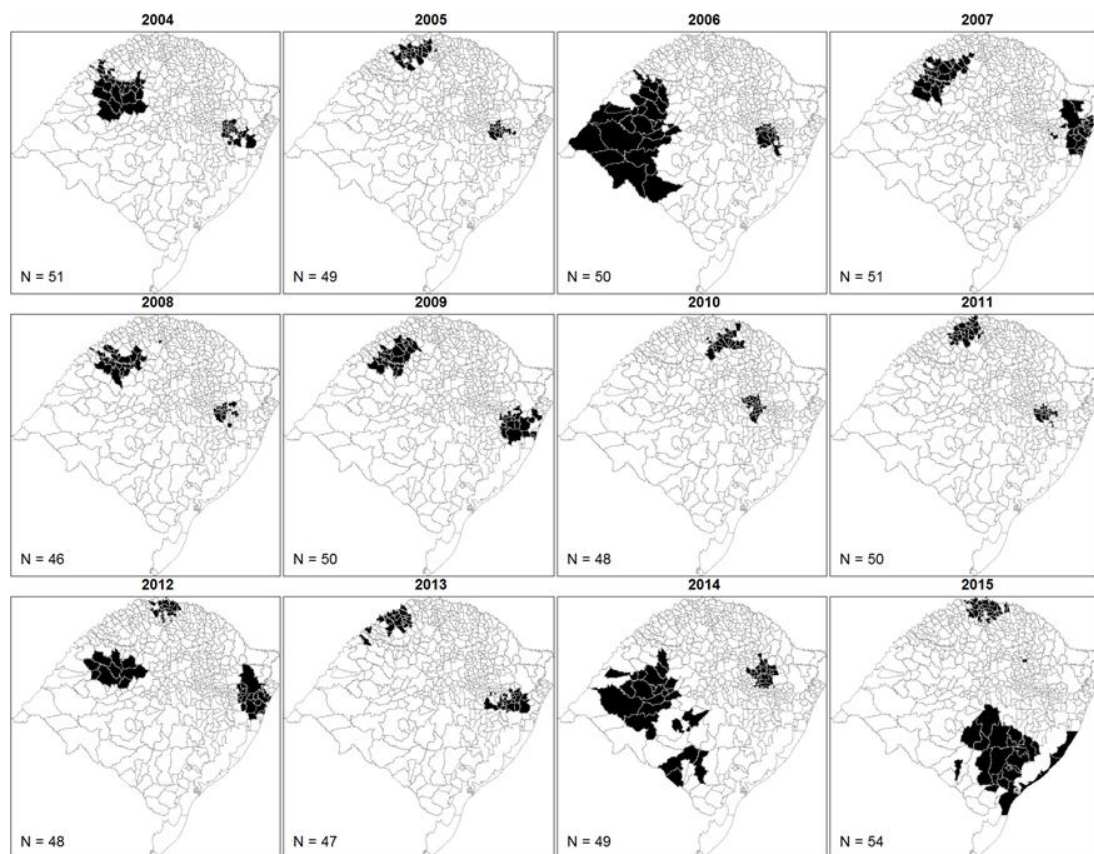 2004 2005 2006 2007
N = 51 N = 49 N = 50 N = 51
2008 2009 2010 2011
N = 46 N = 50 N = 48 N = 50
2012 2013 2014 2015
N = 48 N = 47 N = 49 N = 54